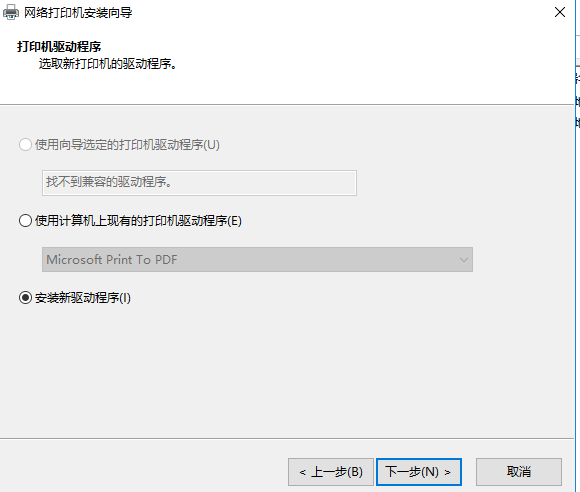 网络打印机安装向导
打印机驱动程序
选取新打印机的驱动程序。
使用向导选定的打印机驱动程序(U)
找不到兼容的驱动程序。
使用计算机上现有的打印机驱动程序(E)
Microsoft Print To PDF
安装新驱动程序(I)
< 上一步(B)
下一步(N) >
取消